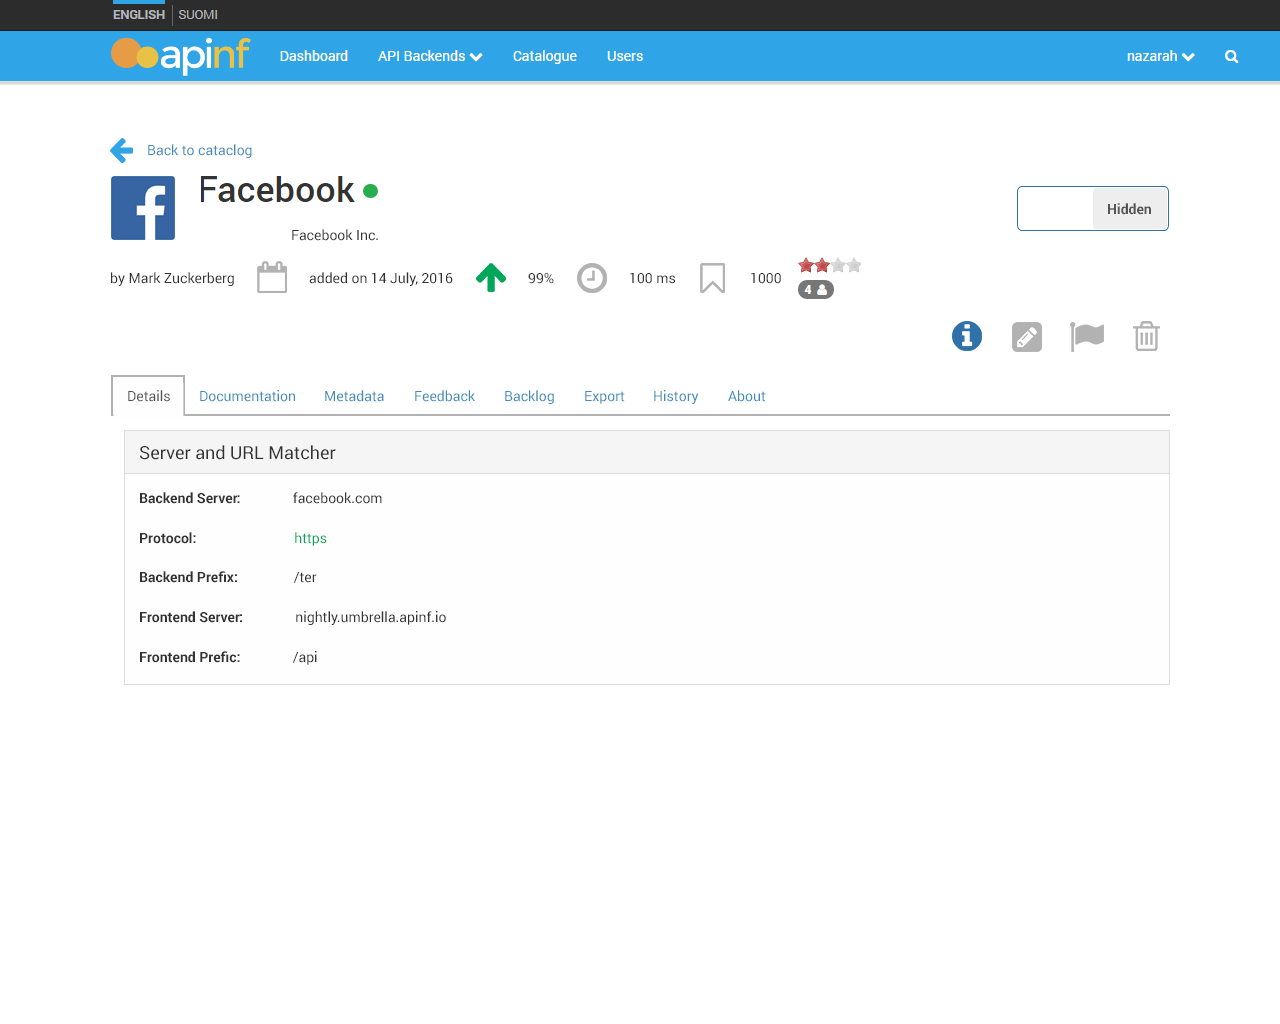 ENGLISH SUOMI
apinf Dashboard API Backends Catalogue Users nazarah
Back to cataclog
Facebook
Hidden
Facebook Inc.
by Mark Zuckerberg added on 14 July, 2016 99% 100 ms 1000
4
Details Documentation Metadata Feedback Backlog Export History About
Server and URL Matcher
Backend Server: facebook.com
Protocol: https
Backend Prefix: /ter
Frontend Server: nightly.umbrella.apinf.io
Frontend Prefic: /api